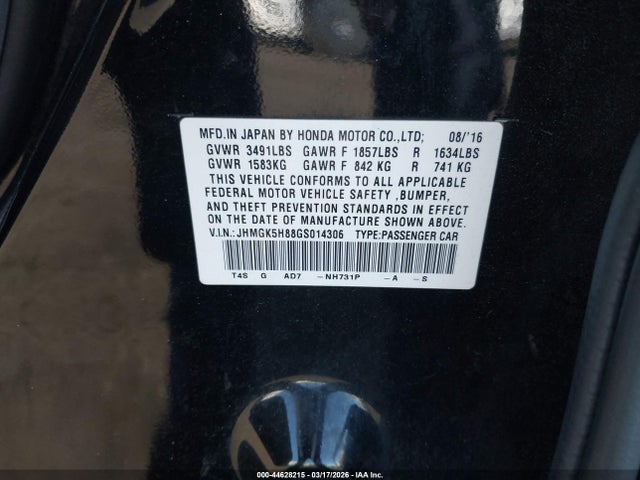 MFD.IN JAPAN BY HONDA MOTOR CO.,LTD; 08/'16
GVWR 3491LBS GAWR F 1857LBS R 1634LBS
GVWR 1583KG GAWR F 842 KG R 741 KG
THIS VEHICLE CONFORMS TO ALL APPLICABLE
FEDERAL MOTOR VEHICLE SAFETY ,BUMPER,
AND THEFT PREVENTION STANDARDS IN EFFECT
ON THE DATE OF MANUFACTURE SHOWN ABOVE.
V.I.N.: JHMGK5H88GS014306 TYPE:PASSENGER CAR
T4S G AD7 -NH731P -A -S
000-44628215 - 03/17/2026 - IAA Inc.